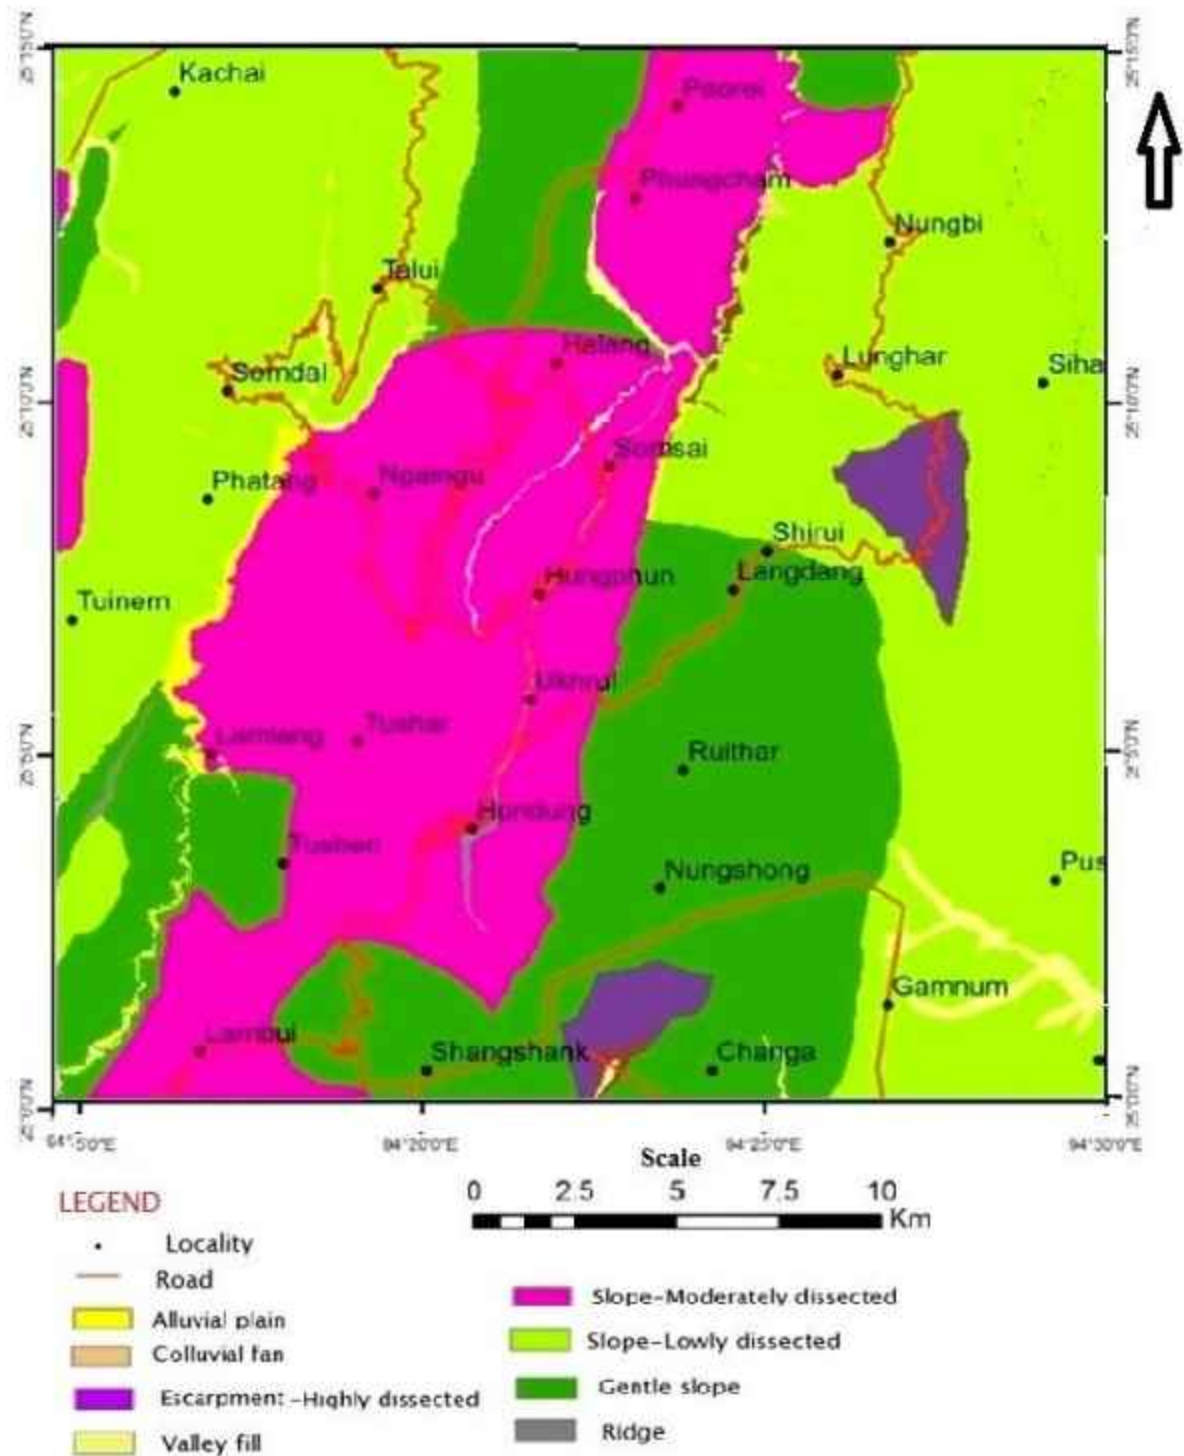 Kachai
Paorei
Phungcham
Nungbi
Talui
Halang
Lunghar
Siha
Somdal
Somsai
Phatang
Ngaingu
Shirui
Langdang
Hungphun
Tuinem
Ukhrul
Tushar
Ruithar
Hundung
Tushen
Nungshong
Pus
Gamnum
Lambui
Shangshank
Changa
94°20'0"E
94°25'0"E
94°30'0"E
Scale
0 2.5 5 7.5 10
Km
LEGEND
Locality
Road
Alluvial plain
Colluvial fan
Escarpment -Highly dissected
Valley fill
Slope-Moderately dissected
Slope-Lowly dissected
Gentle slope
Ridge